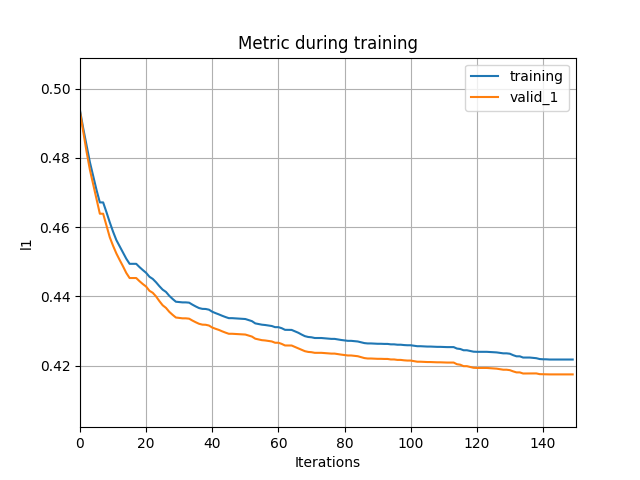 Metric during training
training
valid_1
0.50
0.48
0.46
0.44
0.42
l1
0 20 40 60 80 100 120 140
Iterations